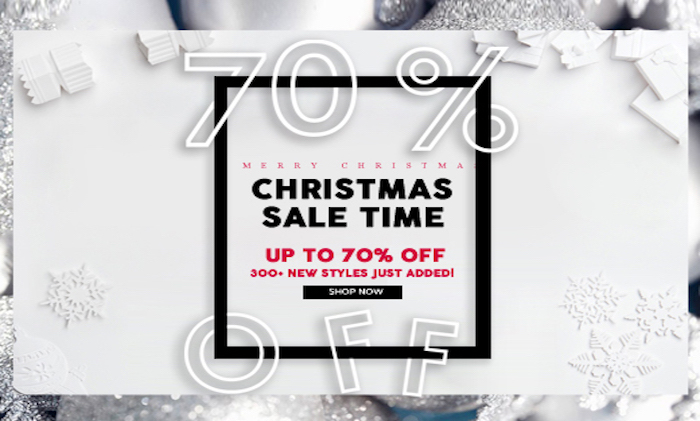 70%
MERRY CHRISTMA
CHRISTMAS
SALE TIME
UP TO 70% OFF
300+ NEW STYLES JUST ADDED!
SHOP NOW
OFF